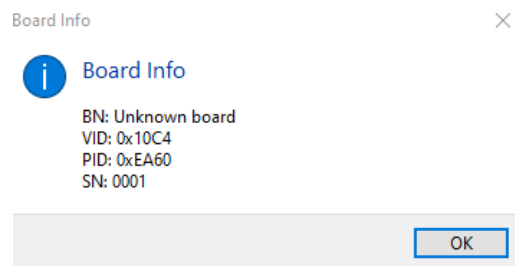 Board Info
Board Info
BN: Unknown board
VID: 0x10C4
PID: 0xEA60
SN: 0001
OK